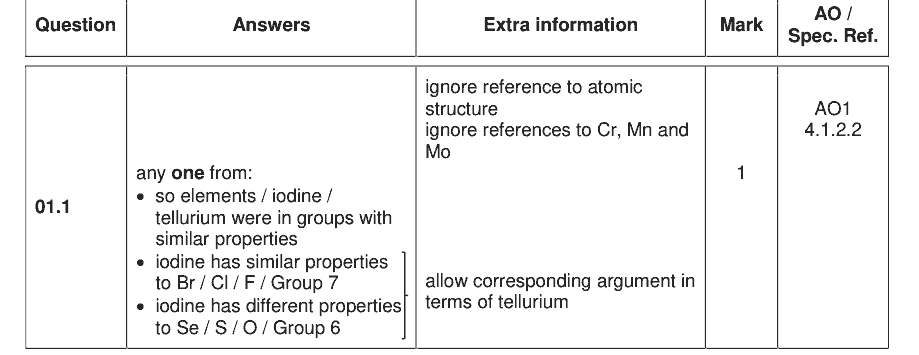 Question
Answers
Extra information
Mark
AO /
Spec. Ref.
01.1
any one from:
• so elements / iodine /
tellurium were in groups with
similar properties
• iodine has similar properties
to Br / Cl / F / Group 7
• iodine has different properties
to Se / S / O / Group 6
ignore reference to atomic
structure
ignore references to Cr, Mn and
Mo
allow corresponding argument in
terms of tellurium
1
AO1
4.1.2.2